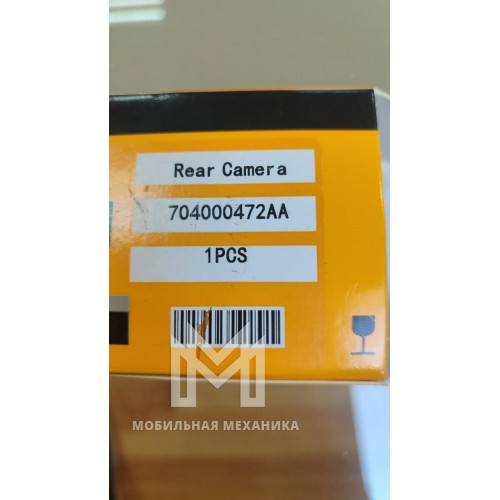 Rear Camera
704000472AA
1PCS
M
МОБИЛЬНАЯ МЕХАНИКА